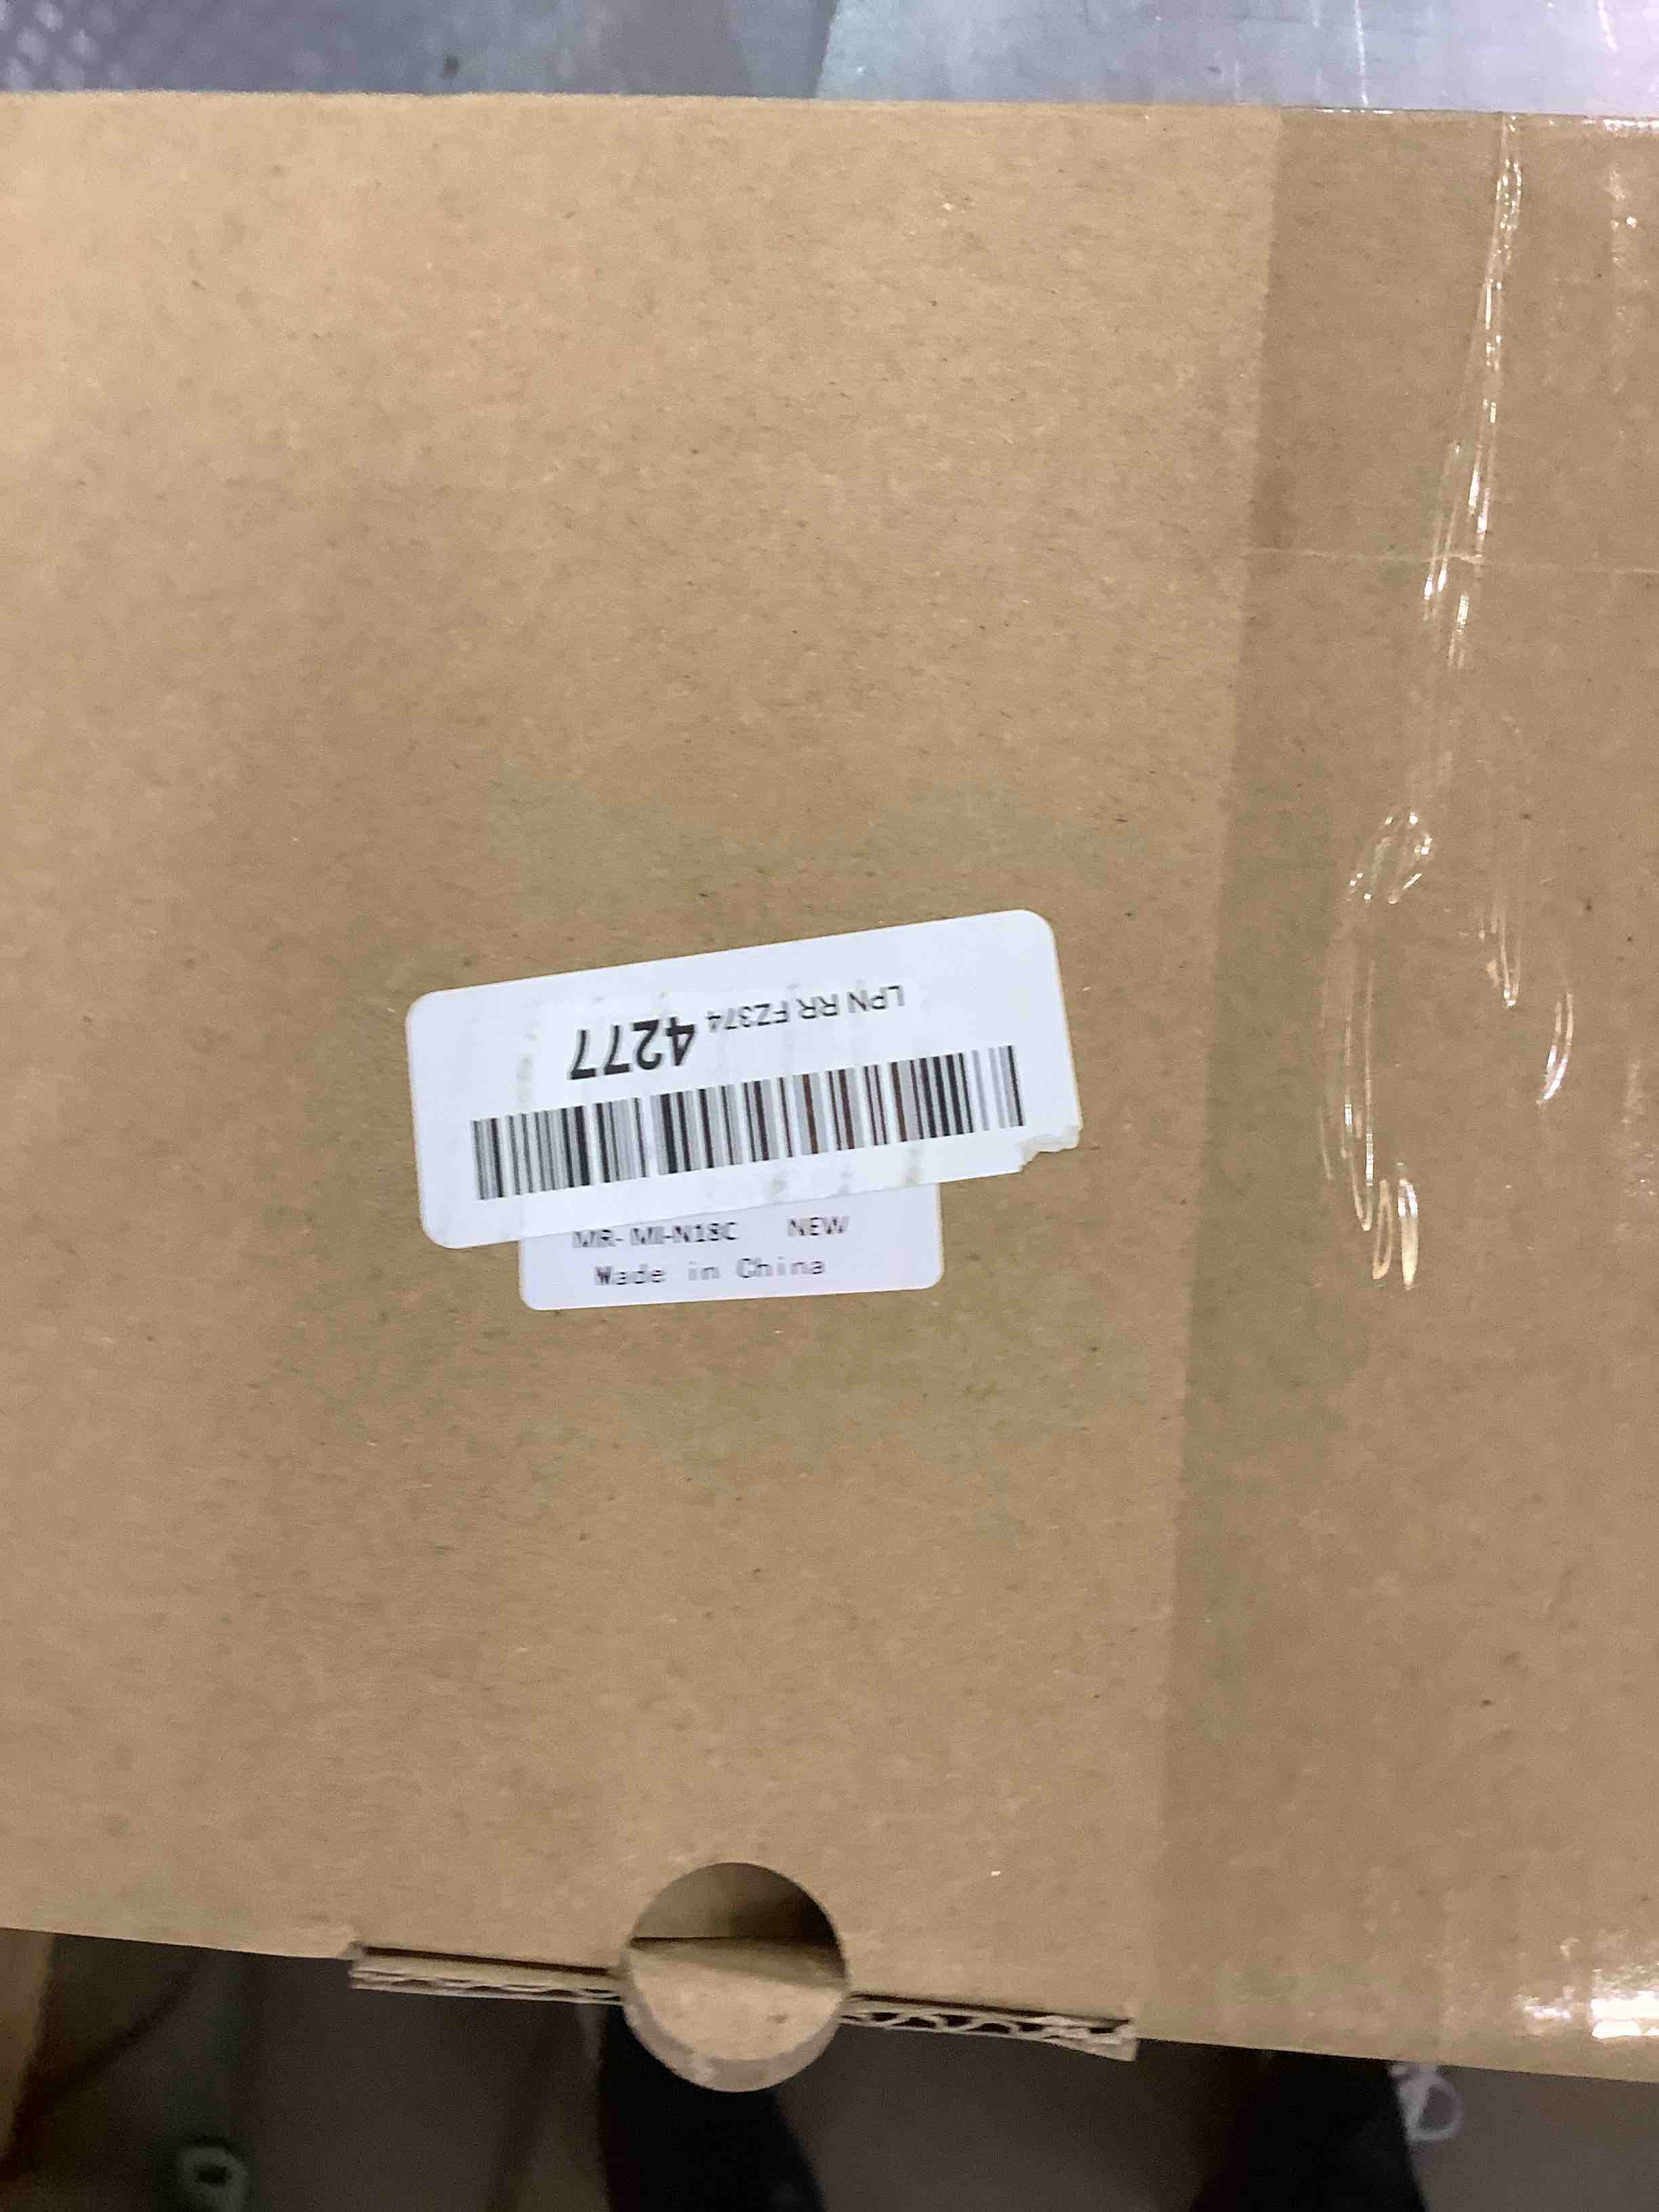 LPN RR FZ374 4277
MR- MI-N18C NEW
Made in China